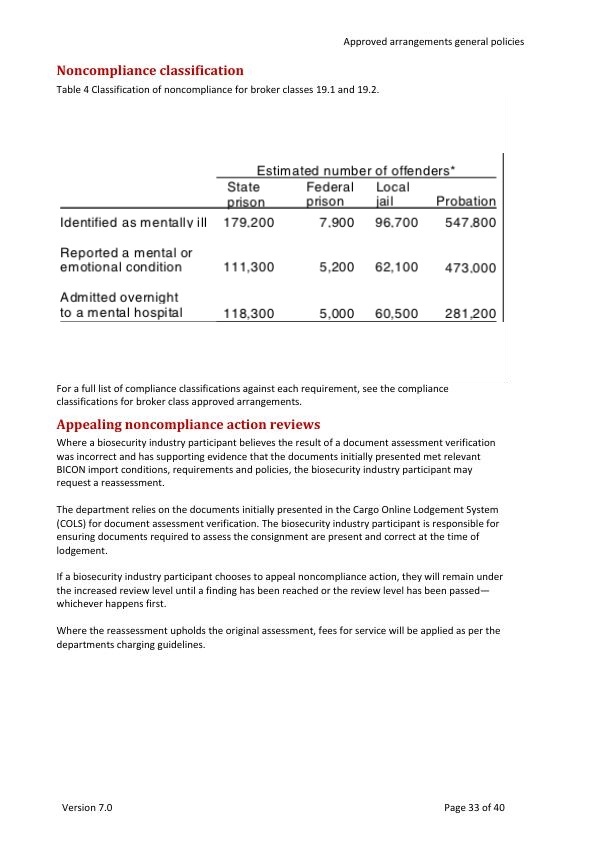 Approved arrangements general policies
Noncompliance classification
Table 4 Classification of noncompliance for broker classes 19.1 and 19.2.
Estimated number of offenders*
State Federal Local
prison prison jail Probation
Identified as mentally ill 179,200 7,900 96,700 547,800
Reported a mental or
emotional condition 111,300 5,200 62,100 473,000
Admitted overnight
to a mental hospital 118,300 5,000 60,500 281,200
For a full list of compliance classifications against each requirement, see the compliance
classifications for broker class approved arrangements.
Appealing noncompliance action reviews
Where a biosecurity industry participant believes the result of a document assessment verification
was incorrect and has supporting evidence that the documents initially presented met relevant
BICON import conditions, requirements and policies, the biosecurity industry participant may
request a reassessment.
The department relies on the documents initially presented in the Cargo Online Lodgement System
(COLS) for document assessment verification. The biosecurity industry participant is responsible for
ensuring documents required to assess the consignment are present and correct at the time of
lodgement.
If a biosecurity industry participant chooses to appeal noncompliance action, they will remain under
the increased review level until a finding has been reached or the review level has been passed—
whichever happens first.
Where the reassessment upholds the original assessment, fees for service will be applied as per the
departments charging guidelines.
Version 7.0 Page 33 of 40